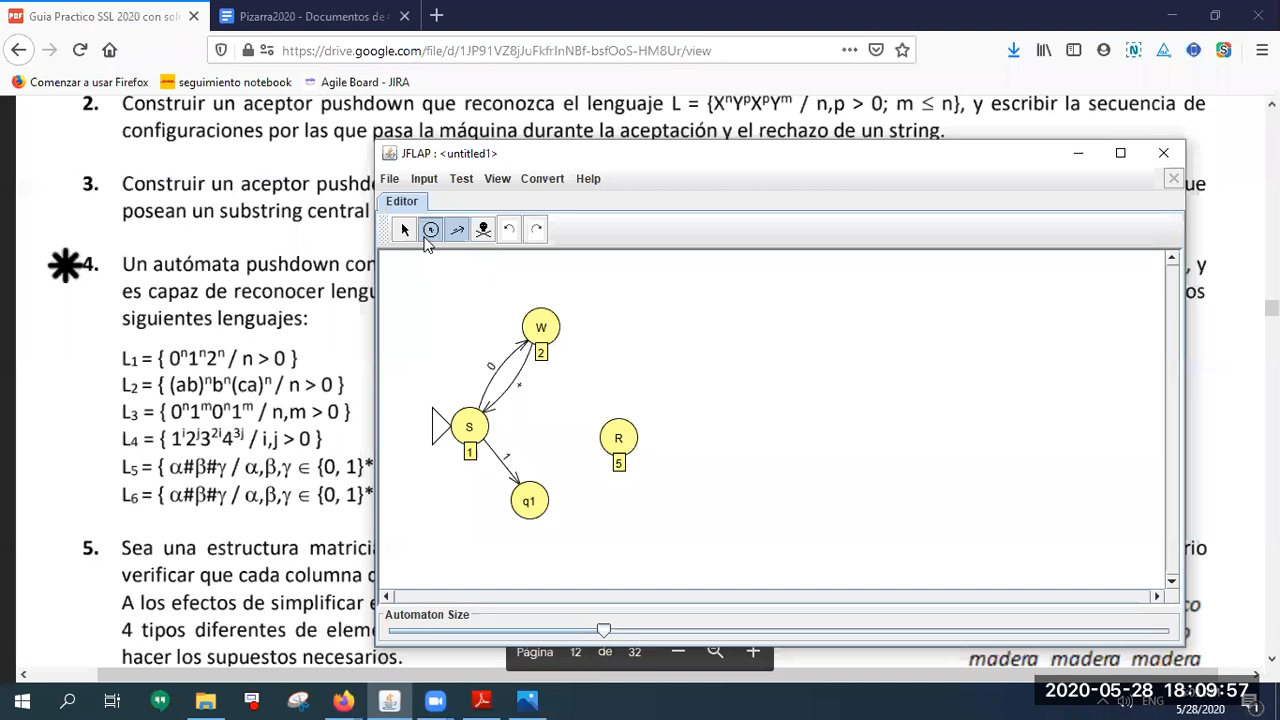 Guia Practico SSL 2020 con sol
Pizarra2020 - Documentos de
https://drive.google.com/file/d/1JP91VZ8jJuFkfrInNBf-bsfOoS-HM8Ur/view
Comenzar a usar Firefox
seguimiento notebook
Agile Board - JIRA
2. Construir un aceptor pushdown que reconozca el lenguaje L = {XⁿYᵖXᵖYᵐ / n,p > 0; m ≤ n}, y escribir la secuencia de
configuraciones por las que pasa la máquina durante la aceptación y el rechazo de un string.
3. Construir un aceptor pushd
que
posean un substring central
4. Un autómata pushdown con
, y
es capaz de reconocer lengu
os
siguientes lenguajes:
L₁ = { 0ⁿ1ⁿ2ⁿ / n > 0 }
L₂ = { (ab)ⁿbⁿ(ca)ⁿ / n > 0 }
L₃ = { 0ⁿ1ᵐ0ⁿ1ᵐ / n,m > 0 }
L₄ = { 1ⁱ2ʲ3²ⁱ4³ʲ / i,j > 0 }
L₅ = { α#β#γ / α,β,γ ∈ {0, 1}*
L₆ = { α#β#γ / α,β,γ ∈ {0, 1}*
5. Sea una estructura matricia
rio
verificar que cada columna d
A los efectos de simplificar e
co
4 tipos diferentes de eleme
o
hacer los supuestos necesarios.
madera madera madera
JFLAP : <untitled1>
File Input Test View Convert Help
Editor
W
2
0
+
S
1
1
q1
R
5
Automaton Size
Página 12 de 32
ENG
2020-05-28 18:09:57
5/28/2020